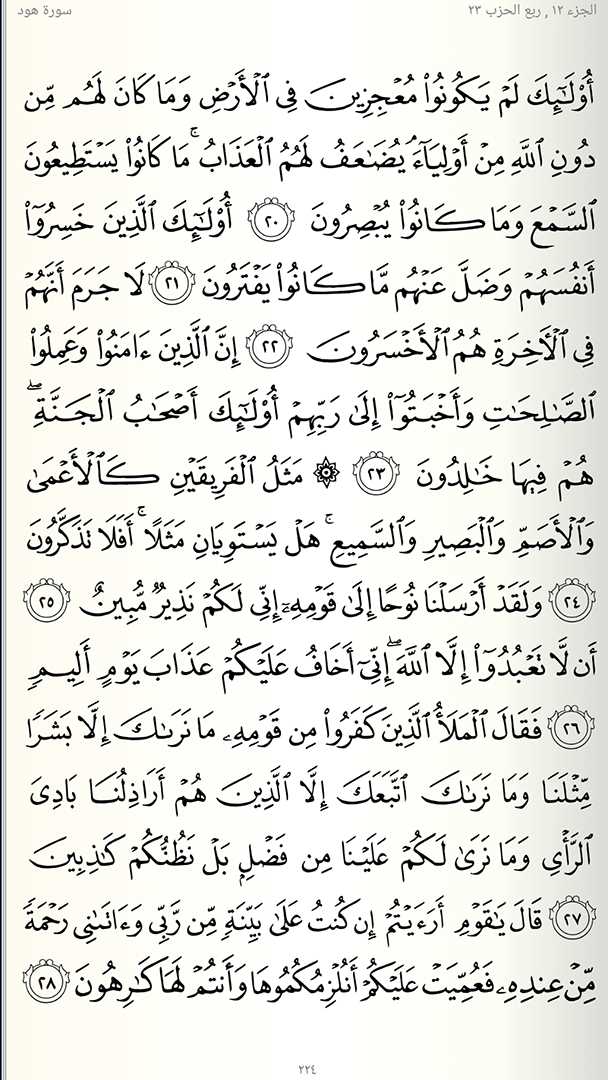 الجزء ١٢ , ربع الحزب ٢٣
سورة هود
أُوْلَٰٓئِكَ لَمۡ يَكُونُواْ مُعۡجِزِينَ فِي ٱلۡأَرۡضِ وَمَا كَانَ لَهُم مِّن
دُونِ ٱللَّهِ مِنۡ أَوۡلِيَآءَۘ يُضَٰعَفُ لَهُمُ ٱلۡعَذَابُۚ مَا كَانُواْ يَسۡتَطِيعُونَ
ٱلسَّمۡعَ وَمَا كَانُواْ يُبۡصِرُونَ ٢٠ أُوْلَٰٓئِكَ ٱلَّذِينَ خَسِرُوٓاْ
أَنفُسَهُمۡ وَضَلَّ عَنۡهُم مَّا كَانُواْ يَفۡتَرُونَ ٢١ لَا جَرَمَ أَنَّهُمۡ
فِي ٱلۡأٓخِرَةِ هُمُ ٱلۡأَخۡسَرُونَ ٢٢ إِنَّ ٱلَّذِينَ ءَامَنُواْ وَعَمِلُواْ
ٱلصَّٰلِحَٰتِ وَأَخۡبَتُوٓاْ إِلَىٰ رَبِّهِمۡ أُوْلَٰٓئِكَ أَصۡحَٰبُ ٱلۡجَنَّةِۖ
هُمۡ فِيهَا خَٰلِدُونَ ٢٣ ۞ مَثَلُ ٱلۡفَرِيقَيۡنِ كَٱلۡأَعۡمَىٰ
وَٱلۡأَصَمِّ وَٱلۡبَصِيرِ وَٱلسَّمِيعِۚ هَلۡ يَسۡتَوِيَانِ مَثَلًاۚ أَفَلَا تَذَكَّرُونَ
٢٤ وَلَقَدۡ أَرۡسَلۡنَا نُوحًا إِلَىٰ قَوۡمِهِۦٓ إِنِّي لَكُمۡ نَذِيرٞ مُّبِينٌ ٢٥
أَن لَّا تَعۡبُدُوٓاْ إِلَّا ٱللَّهَۖ إِنِّيٓ أَخَافُ عَلَيۡكُمۡ عَذَابَ يَوۡمٍ أَلِيمٖ
٢٦ فَقَالَ ٱلۡمَلَأُ ٱلَّذِينَ كَفَرُواْ مِن قَوۡمِهِۦ مَا نَرَىٰكَ إِلَّا بَشَرٗا
مِّثۡلَنَا وَمَا نَرَىٰكَ ٱتَّبَعَكَ إِلَّا ٱلَّذِينَ هُمۡ أَرَاذِلُنَا بَادِيَ
ٱلرَّأۡيِ وَمَا نَرَىٰ لَكُمۡ عَلَيۡنَا مِن فَضۡلِۭ بَلۡ نَظُنُّكُمۡ كَٰذِبِينَ
٢٧ قَالَ يَٰقَوۡمِ أَرَءَيۡتُمۡ إِن كُنتُ عَلَىٰ بَيِّنَةٖ مِّن رَّبِّي وَءَاتَىٰنِي رَحۡمَةٗ
مِّنۡ عِندِهِۦ فَعُمِّيَتۡ عَلَيۡكُمۡ أَنُلۡزِمُكُمُوهَا وَأَنتُمۡ لَهَا كَٰرِهُونَ ٢٨
٢٢٤